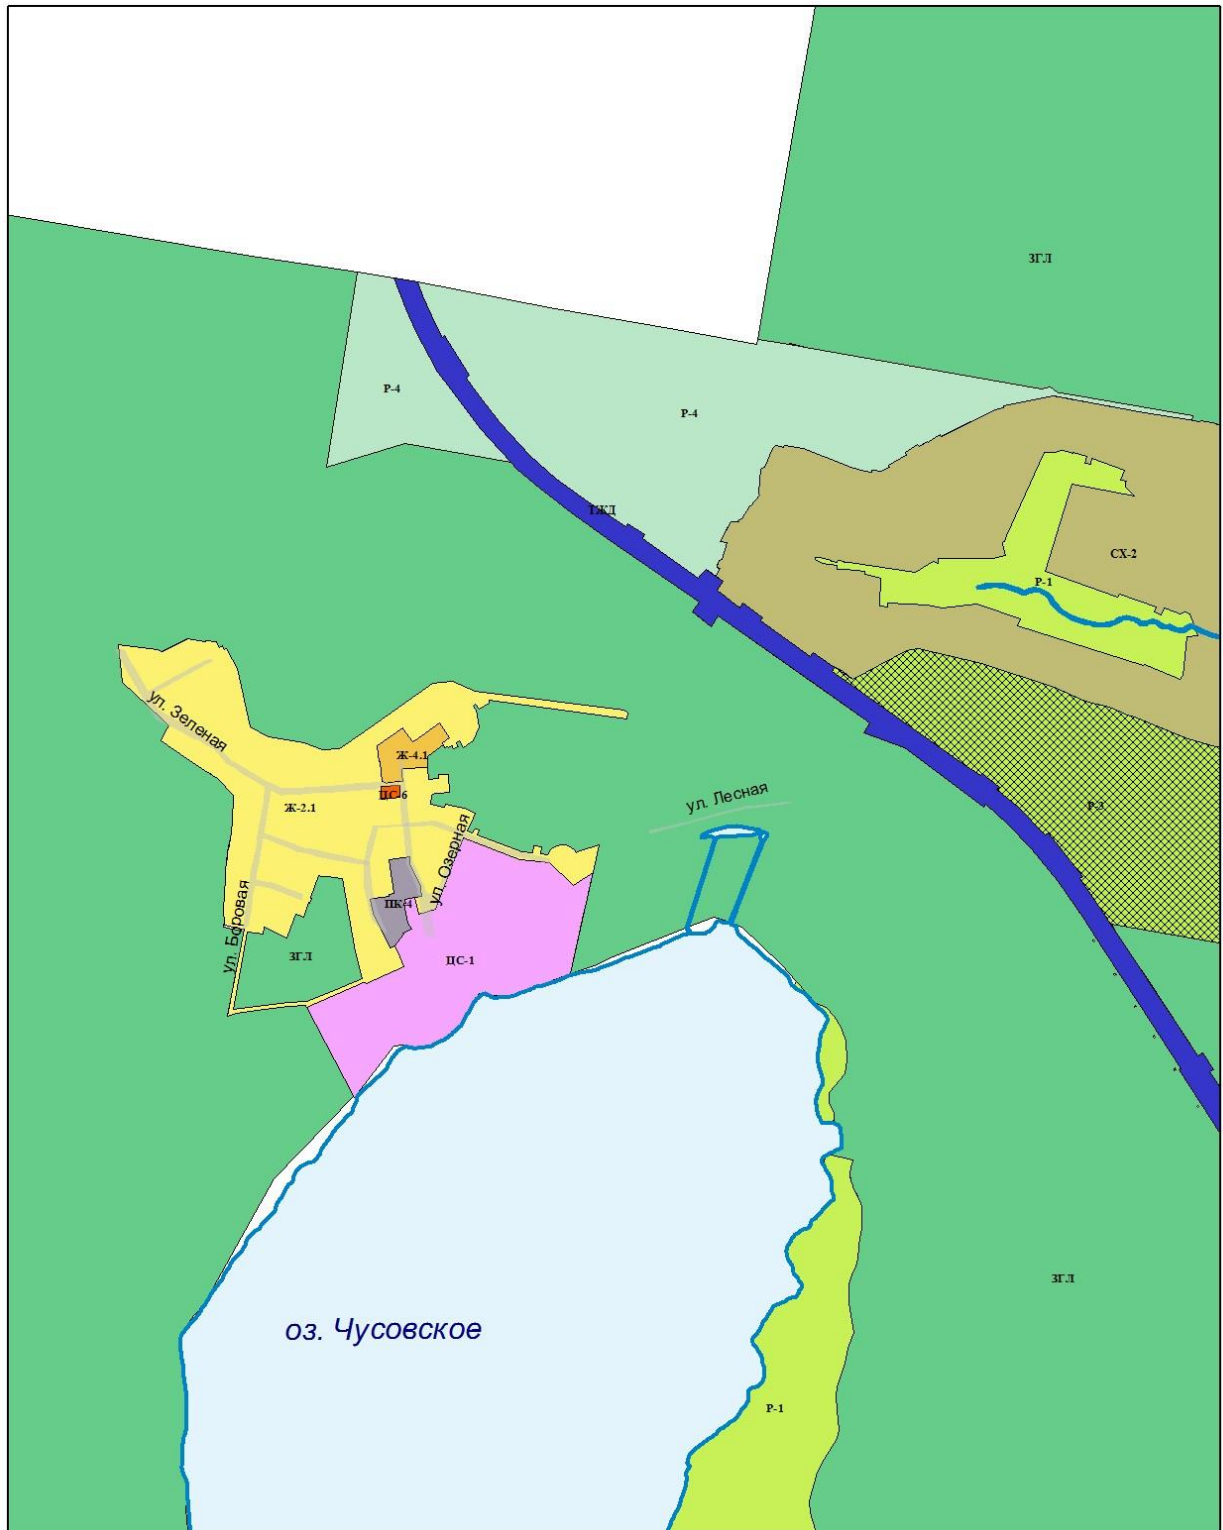 ЗГЛ
Р-4
Р-4
ТЖД
СХ-2
Р-1
ул. Зеленая
Ж-4.1
ЦС-6
Ж-2.1
ул. Лесная
Р-3
ул. Озерная
ПК-4
ул. Боровая
ЗГЛ
ЦС-1
ЗГЛ
оз. Чусовское
Р-1